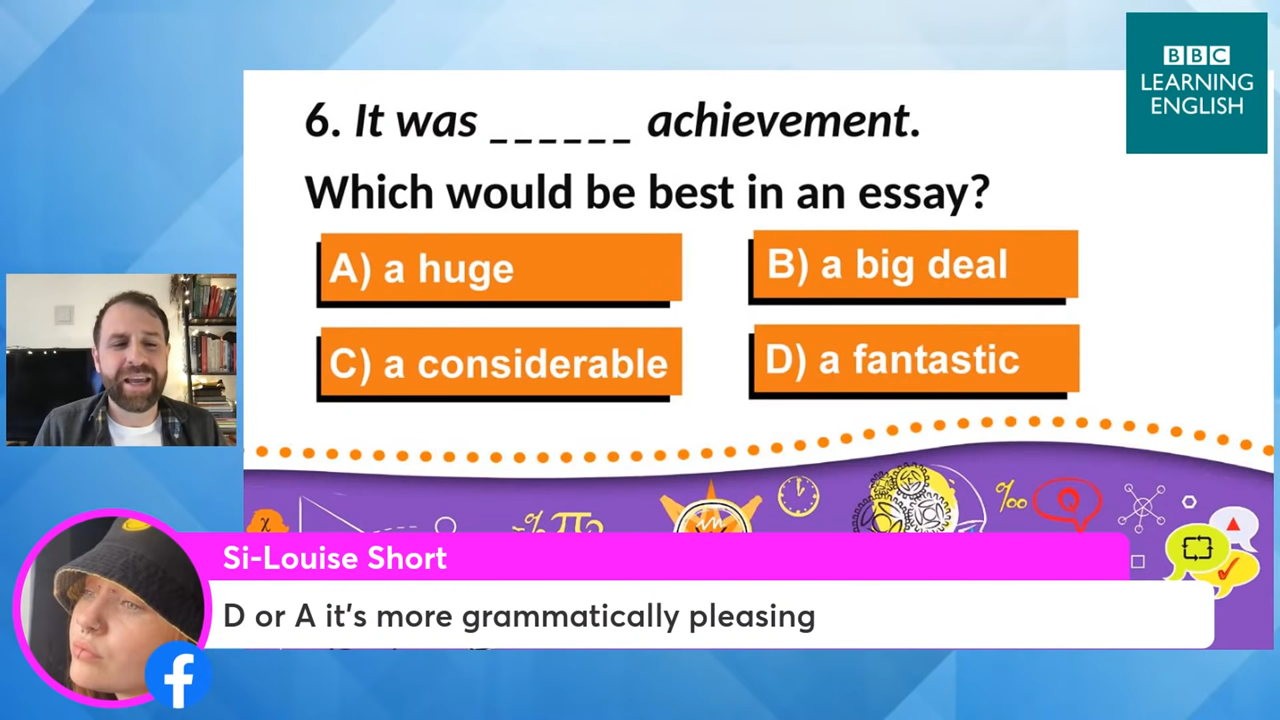 BBC
LEARNING
ENGLISH
6. It was ______ achievement.
Which would be best in an essay?
A) a huge
B) a big deal
C) a considerable
D) a fantastic
Si-Louise Short
D or A it's more grammatically pleasing